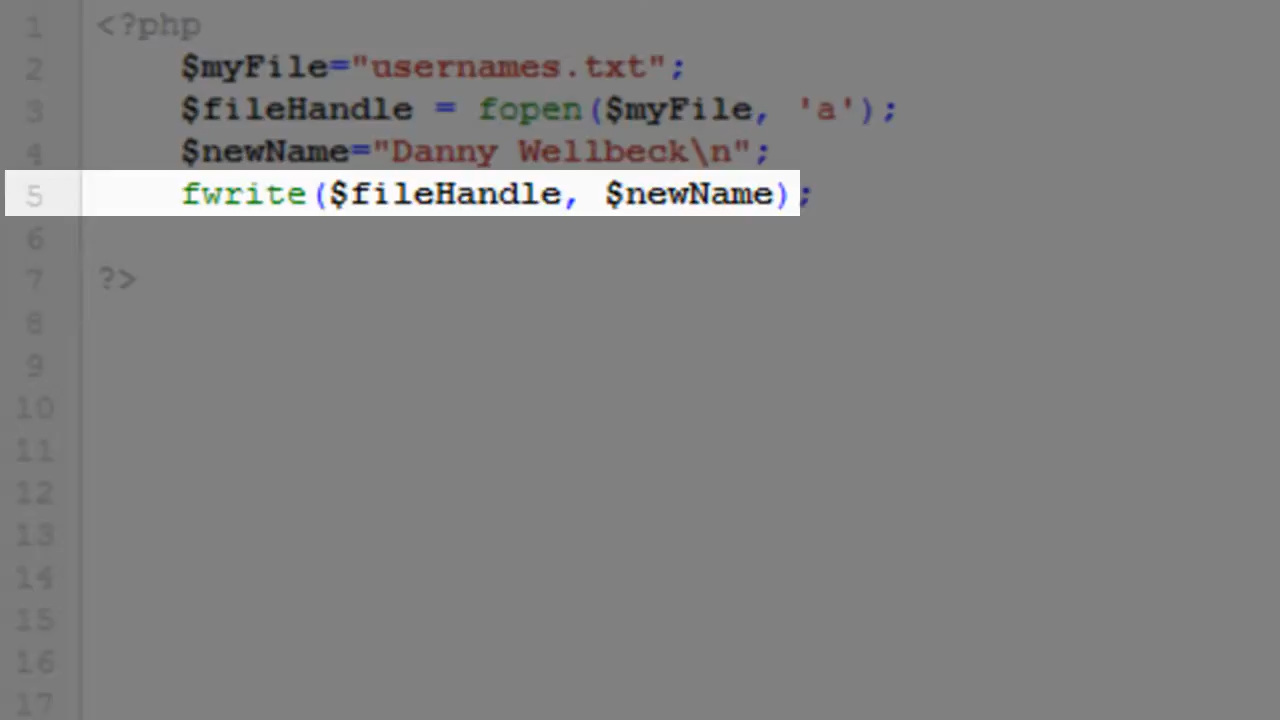 1 <?php
2 $myFile="usernames.txt";
3 $fileHandle = fopen($myFile, 'a');
4 $newName="Danny Wellbeck\n";
5 fwrite($fileHandle, $newName);
6
7 ?>
8
9
10
11
12
13
14
15
16
17